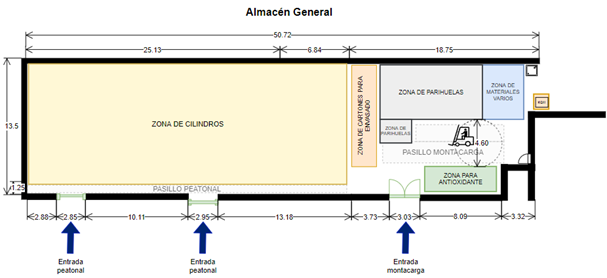 Almacén General
50.72
25.13
6.84
18.75
13.5
1.25
ZONA DE CILINDROS
ZONA DE CARTONES PARA
ENVASADO
ZONA DE PARIHUELAS
ZONA DE
MATERIALES
VARIOS
ZONA DE
PARIHUELAS
4.60
PASILLO MONTACARGA
ZONA PARA
ANTIOXIDANTE
PASILLO PEATONAL
2.88
2.85
10.11
2.95
13.18
3.73
3.03
8.09
3.32
Entrada
peatonal
Entrada
peatonal
Entrada
montacarga